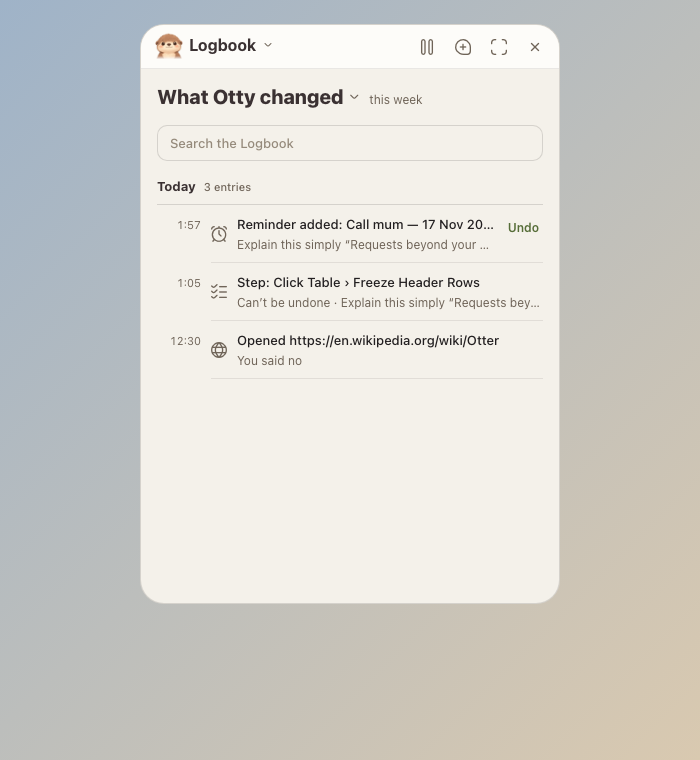 Logbook
What Otty changed this week
Search the Logbook
Today 3 entries
1:57 Reminder added: Call mum — 17 Nov 20… Undo
Explain this simply “Requests beyond your …
1:05 Step: Click Table › Freeze Header Rows
Can’t be undone · Explain this simply “Requests bey…
12:30 Opened https://en.wikipedia.org/wiki/Otter
You said no